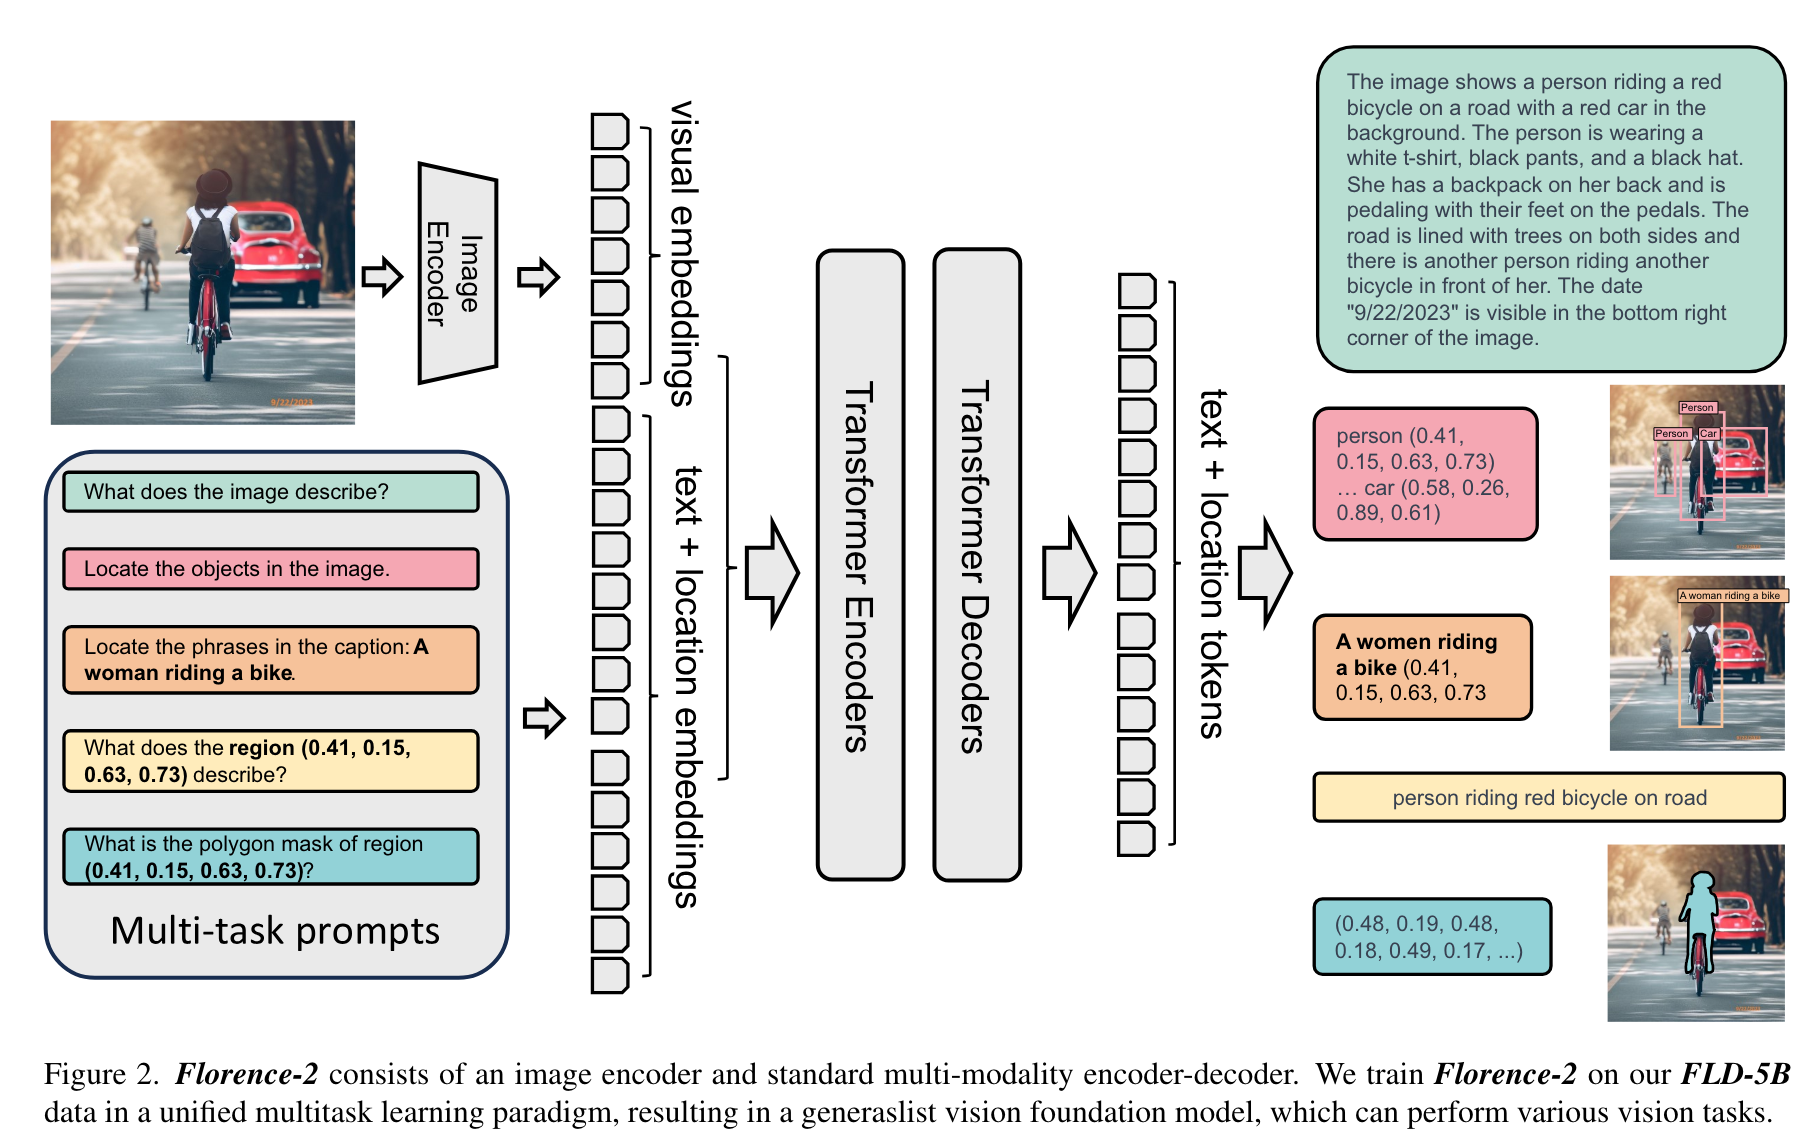 9/22/2023
Image
Encoder
visual embeddings
What does the image describe?
Locate the objects in the image.
Locate the phrases in the caption: A
woman riding a bike.
What does the region (0.41, 0.15,
0.63, 0.73) describe?
What is the polygon mask of region
(0.41, 0.15, 0.63, 0.73)?
Multi-task prompts
text + location embeddings
Transformer Encoders
Transformer Decoders
text + location tokens
The image shows a person riding a red
bicycle on a road with a red car in the
background. The person is wearing a
white t-shirt, black pants, and a black hat.
She has a backpack on her back and is
pedaling with their feet on the pedals. The
road is lined with trees on both sides and
there is another person riding another
bicycle in front of her. The date
"9/22/2023" is visible in the bottom right
corner of the image.
person (0.41,
0.15, 0.63, 0.73)
... car (0.58, 0.26,
0.89, 0.61)
Person
Person
Car
A women riding
a bike (0.41,
0.15, 0.63, 0.73
A woman riding a bike
person riding red bicycle on road
(0.48, 0.19, 0.48,
0.18, 0.49, 0.17, ...)
Figure 2. Florence-2 consists of an image encoder and standard multi-modality encoder-decoder. We train Florence-2 on our FLD-5B
data in a unified multitask learning paradigm, resulting in a generaslist vision foundation model, which can perform various vision tasks.